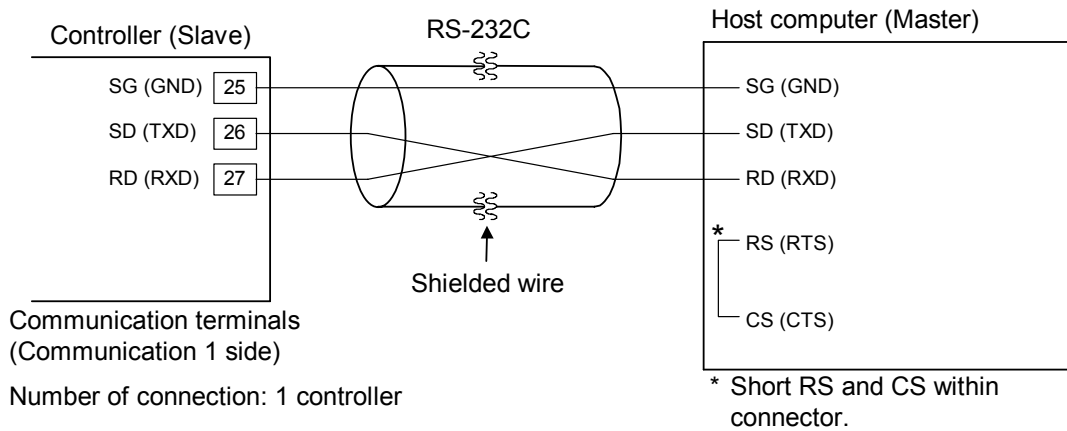 Controller (Slave)
RS-232C
Host computer (Master)
SG (GND) 25
SD (TXD) 26
RD (RXD) 27
SG (GND)
SD (TXD)
RD (RXD)
* RS (RTS)
CS (CTS)
Shielded wire
Communication terminals
(Communication 1 side)
Number of connection: 1 controller
* Short RS and CS within
connector.